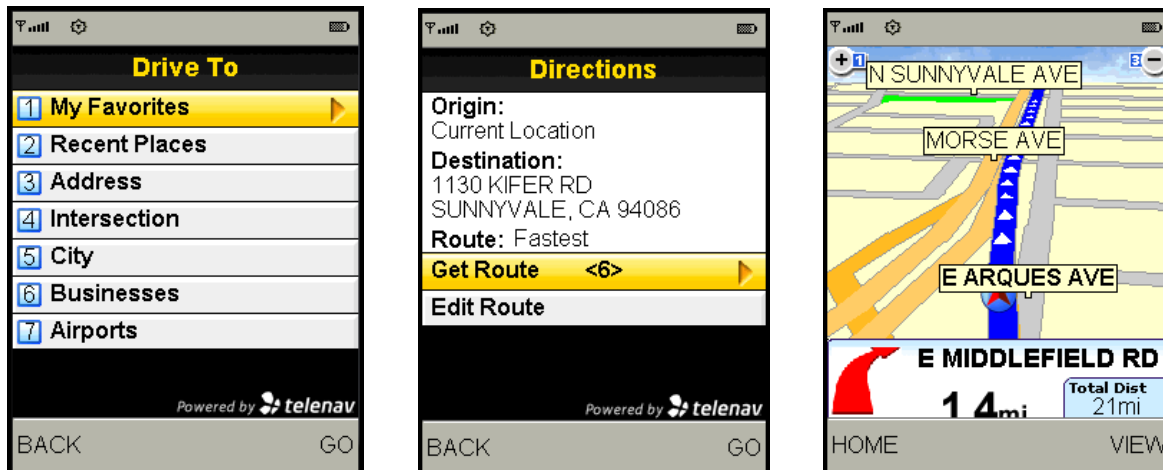 Drive To
1 My Favorites
2 Recent Places
3 Address
4 Intersection
5 City
6 Businesses
7 Airports
Powered by telenav
BACK GO
Directions
Origin:
Current Location
Destination:
1130 KIFER RD
SUNNYVALE, CA 94086
Route: Fastest
Get Route <6>
Edit Route
Powered by telenav
BACK GO
+ 1 3 −
N SUNNYVALE AVE
MORSE AVE
E ARQUES AVE
E MIDDLEFIELD RD
1.4mi
Total Dist
21mi
HOME VIEW